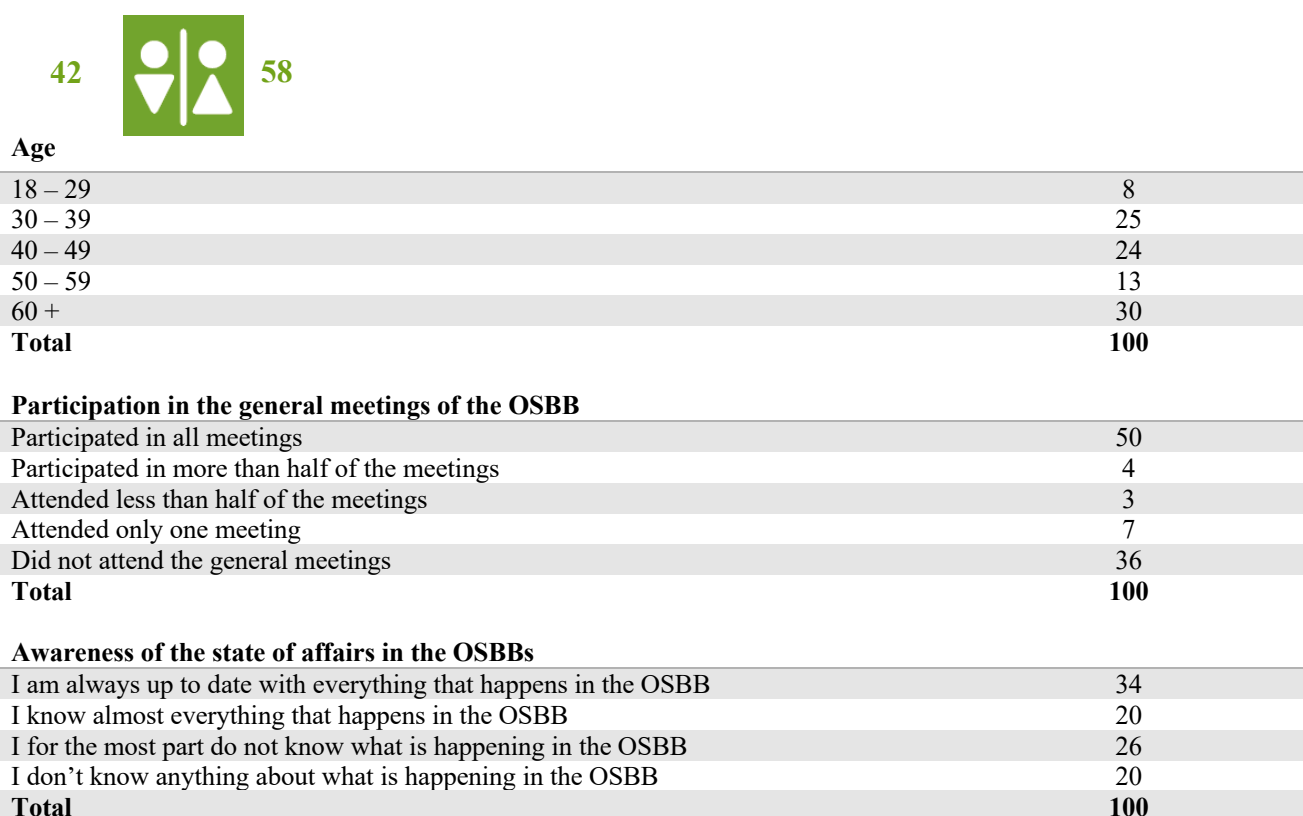 42 58
Age
18 – 29 8
30 – 39 25
40 – 49 24
50 – 59 13
60 + 30
Total 100
Participation in the general meetings of the OSBB
Participated in all meetings 50
Participated in more than half of the meetings 4
Attended less than half of the meetings 3
Attended only one meeting 7
Did not attend the general meetings 36
Total 100
Awareness of the state of affairs in the OSBBs
I am always up to date with everything that happens in the OSBB 34
I know almost everything that happens in the OSBB 20
I for the most part do not know what is happening in the OSBB 26
I don’t know anything about what is happening in the OSBB 20
Total 100